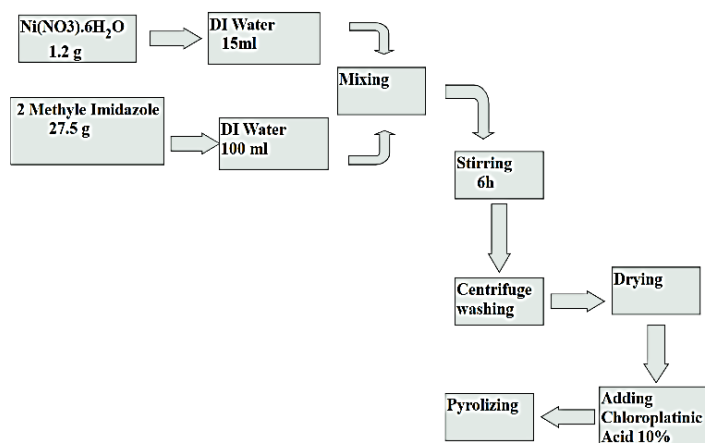 Ni(NO3).6H₂O
1.2 g
DI Water
15ml
Mixing
2 Methyle Imidazole
27.5 g
DI Water
100 ml
Stirring
6h
Centrifuge
washing
Drying
Adding
Chloroplatinic
Acid 10%
Pyrolizing